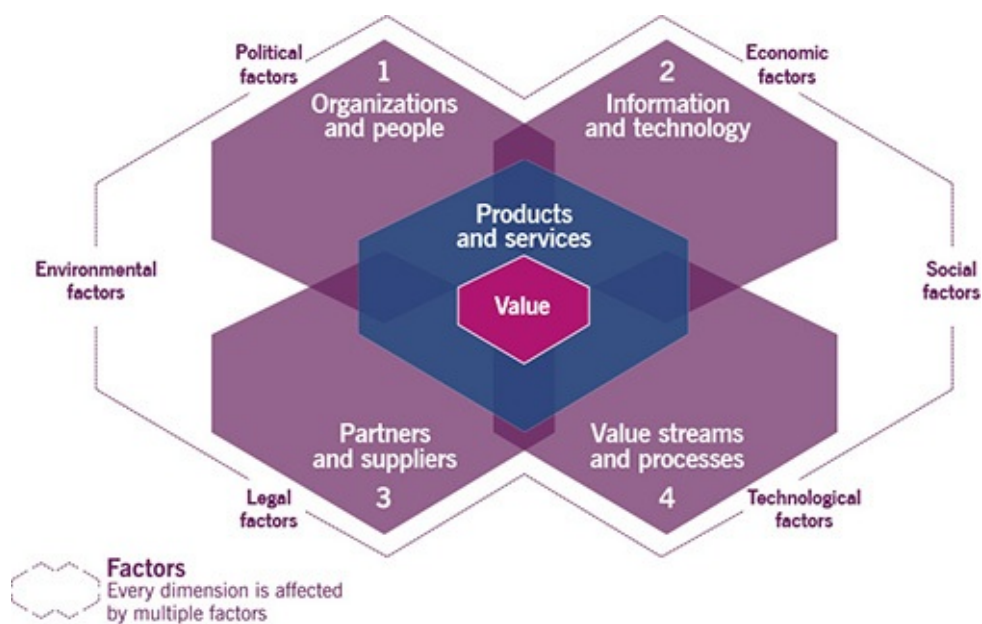 Political
factors
Economic
factors
1
Organizations
and people
2
Information
and technology
Products
and services
Environmental
factors
Value
Social
factors
Partners
and suppliers
3
Value streams
and processes
4
Legal
factors
Technological
factors
Factors
Every dimension is affected
by multiple factors